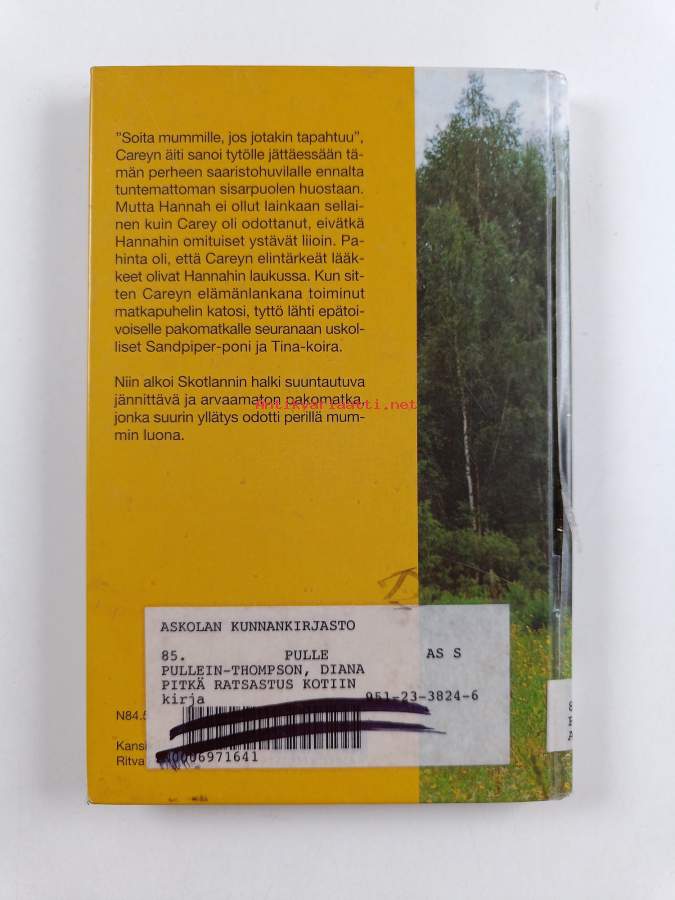 "Soita mummille, jos jotakin tapahtuu",
Careyn äiti sanoi tytölle jättäessään tä-
män perheen saaristohuvilalle ennalta
tuntemattoman sisarpuolen huostaan.
Mutta Hannah ei ollut lainkaan sellai-
nen kuin Carey oli odottanut, eivätkä
Hannahin omituiset ystävät liioin. Pa-
hinta oli, että Careyn elintärkeät lääk-
keet olivat Hannahin laukussa. Kun sit-
ten Careyn elämänlankana toiminut
matkapuhelin katosi, tyttö lähti epätoi-
voiselle pakomatkalle seuranaan uskol-
liset Sandpiper-poni ja Tina-koira.
Niin alkoi Skotlannin halki suuntautuva
jännittävä ja arvaamaton pakomatka,
Antikvariaatti.net
jonka suurin yllätys odotti perillä mum-
min luona.
ASKOLAN KUNNANKIRJASTO
85. PULLE AS S
PULLEIN-THOMPSON, DIANA
PITKÄ RATSASTUS KOTIIN
kirja 951-23-3824-6
N84.5
Kansi
Ritva
N0006971641